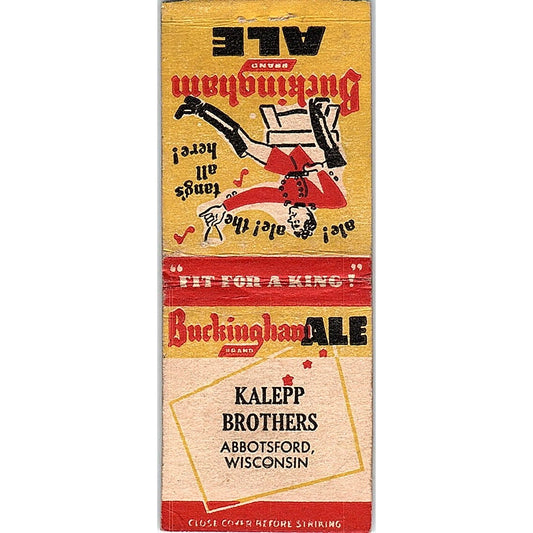 Buckingham
BRAND
ALE
ale! ale! the
tang's
all
here!
"FIT FOR A KING!"
Buckingham ALE
BRAND
KALEPP
BROTHERS
ABBOTSFORD,
WISCONSIN
CLOSE COVER BEFORE STRIKING